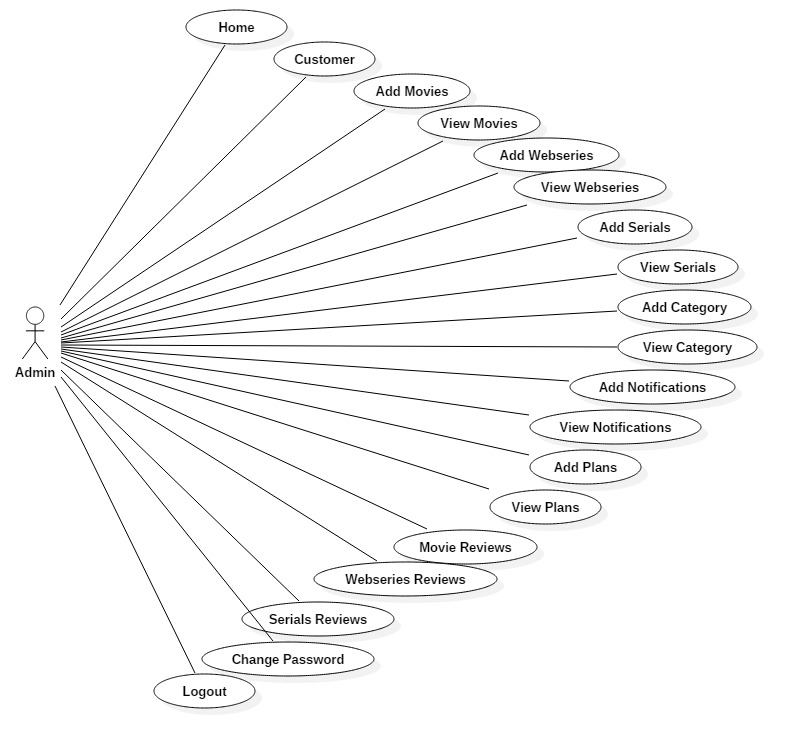 Home
Customer
Add Movies
View Movies
Add Webseries
View Webseries
Add Serials
View Serials
Add Category
View Category
Admin
Add Notifications
View Notifications
Add Plans
View Plans
Movie Reviews
Webseries Reviews
Serials Reviews
Change Password
Logout